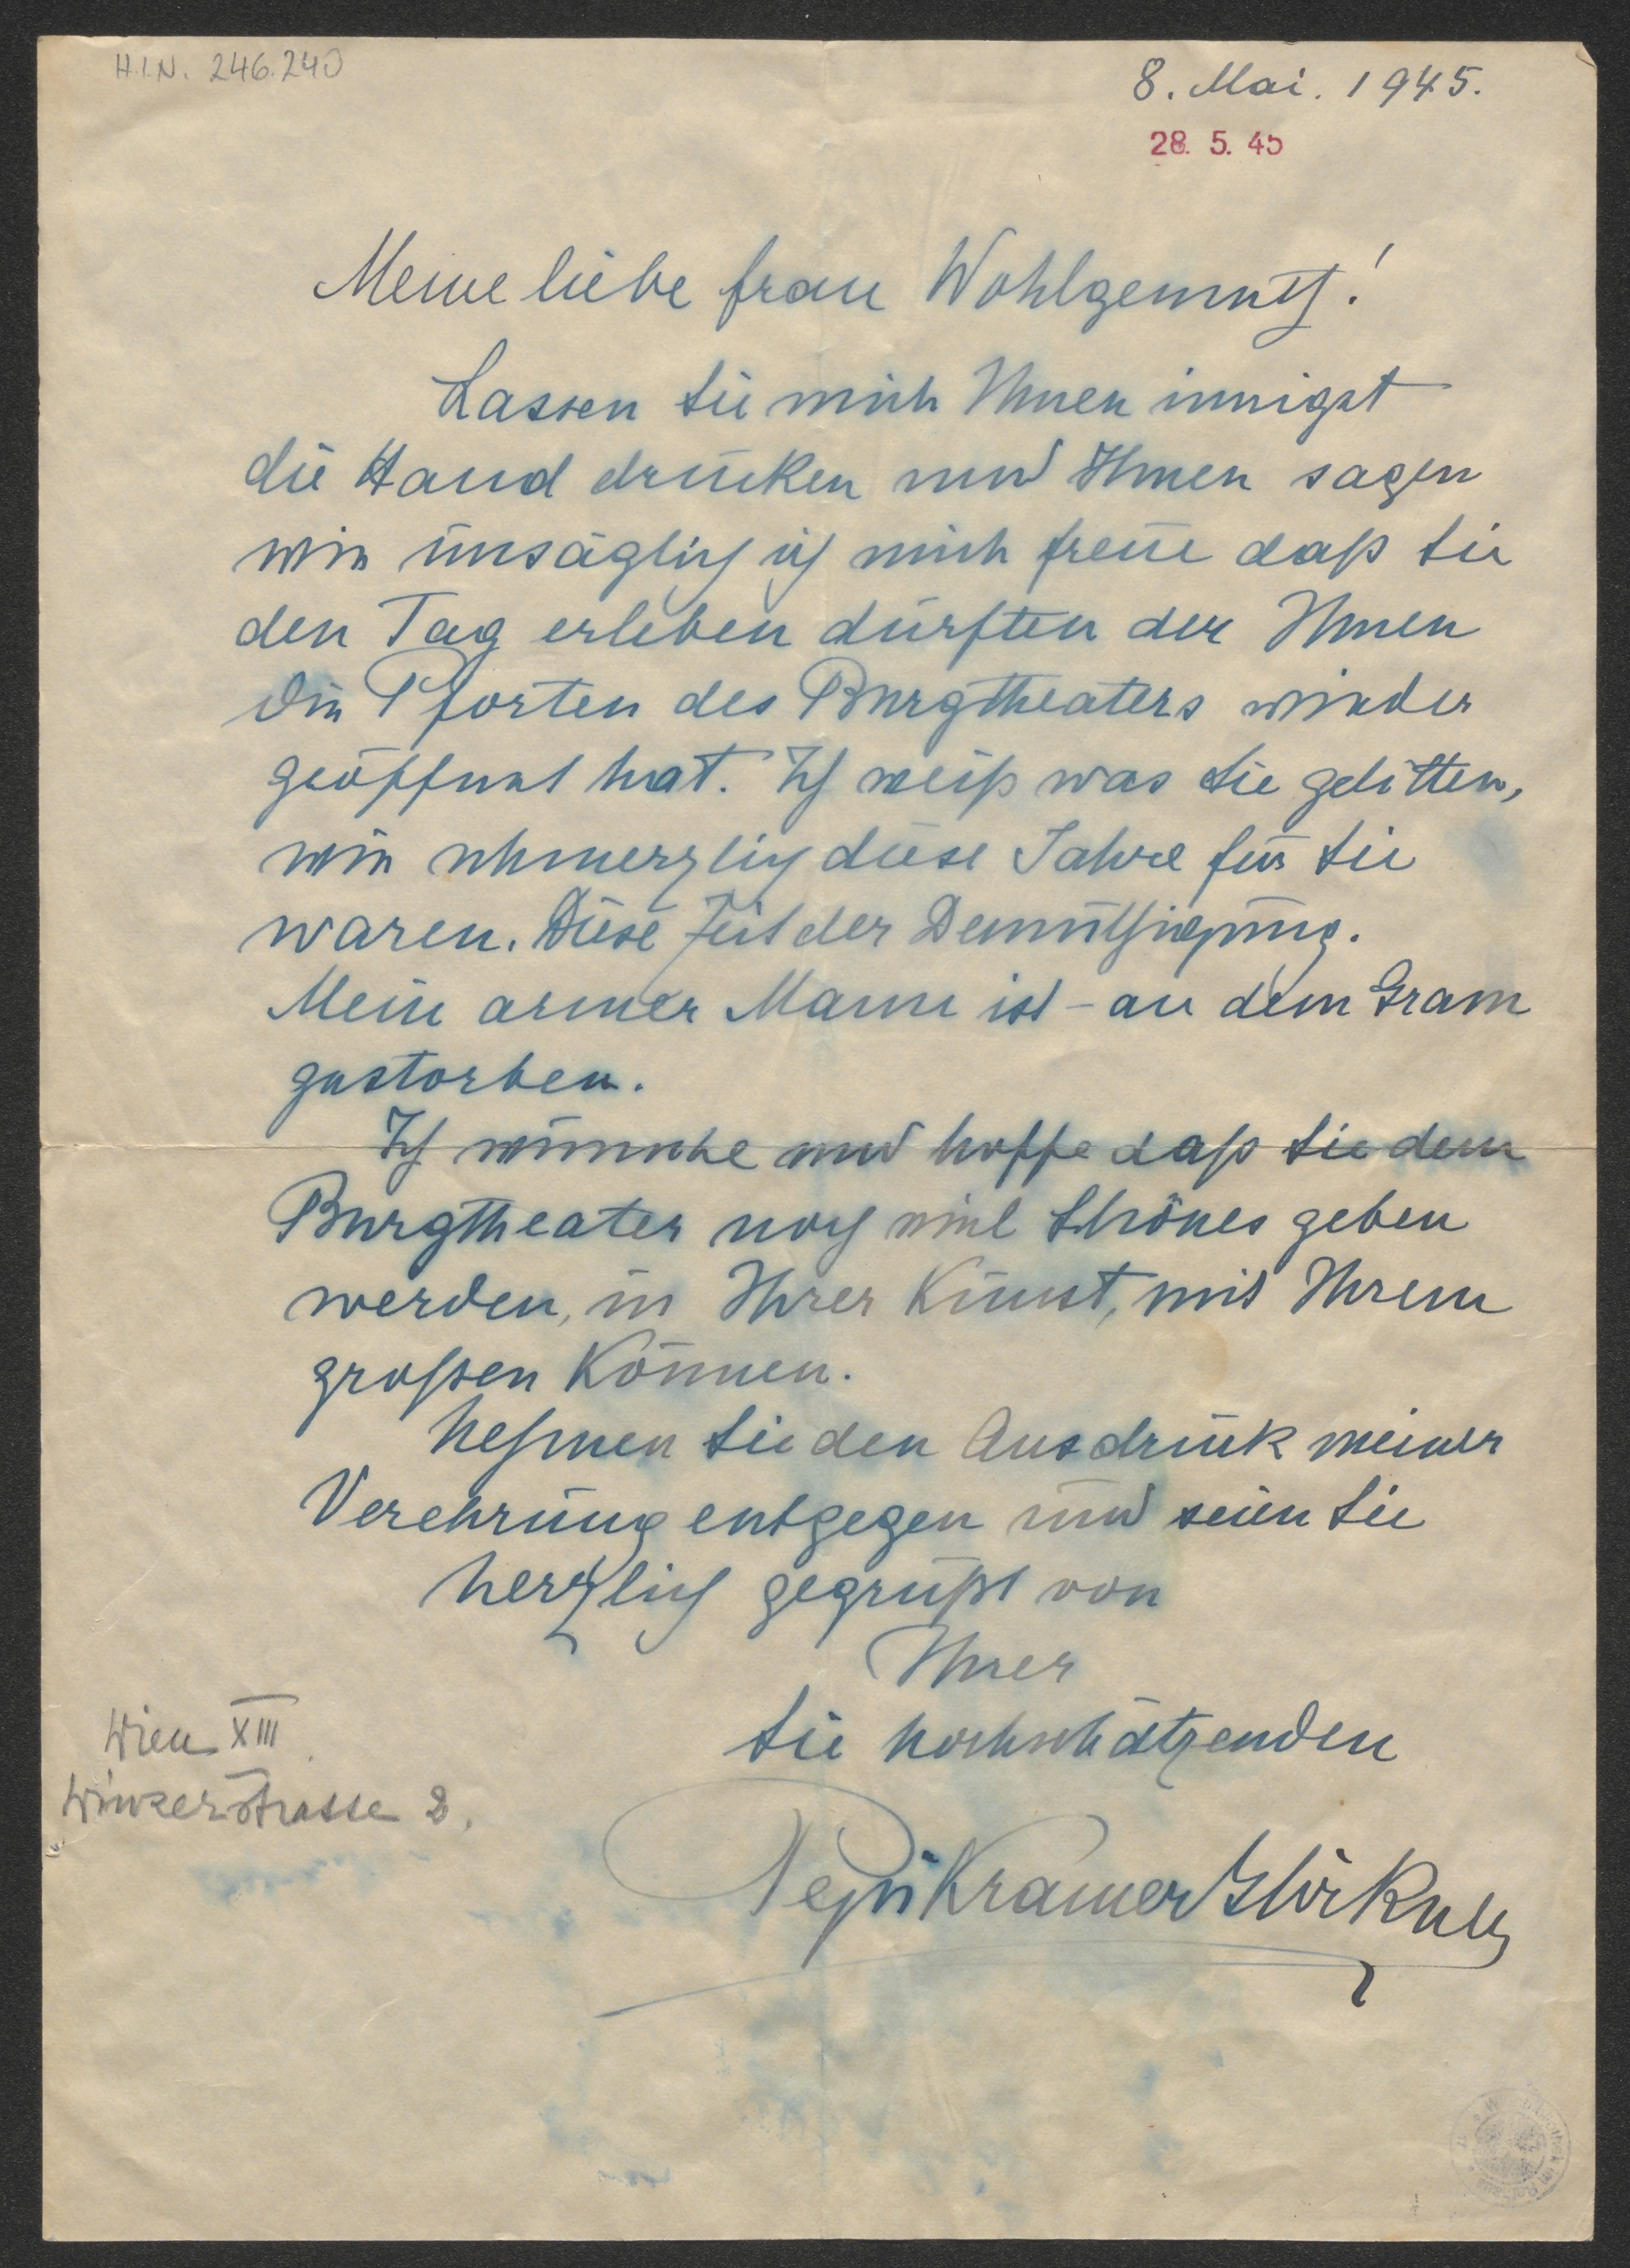 H.I.N. 246.240
8. Mai. 1945.
28. 5. 45
Meine liebe Frau Wohlgemuth!
Lassen Sie mich Ihnen innigst
die Hand drücken und Ihnen sagen
wie unsäglich ich mich freue daß Sie
den Tag erleben durften der Ihnen
die Pforten des Burgtheaters wieder
geöffnet hat. Ich weiß was Sie gelitten,
wie schmerzlich diese Jahre für Sie
waren. Diese Zeit der Demüthigung.
Mein armer Mann ist – an dem Gram
gestorben.
Ich wünsche und hoffe daß Sie dem
Burgtheater noch viel Schönes geben
werden, in Ihrer Kunst, mit Ihrem
großen Können.
Nehmen Sie den Ausdruck meiner
Verehrung entgegen und seien Sie
herzlich gegrüßt von
Ihrer
Sie hochschätzenden
Wien XIII
Winzerstrasse 2.
Pepi Kramer Glöckner